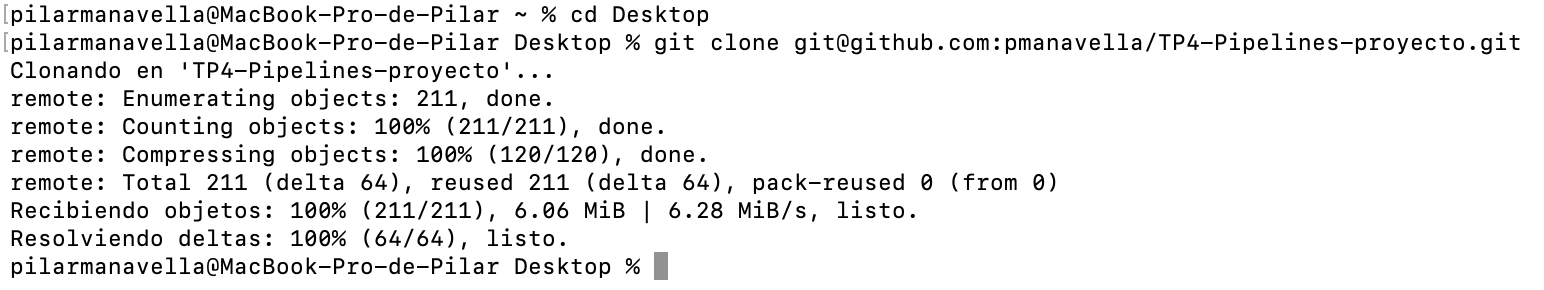 [pilarmanavella@MacBook-Pro-de-Pilar ~ % cd Desktop
[pilarmanavella@MacBook-Pro-de-Pilar Desktop % git clone git@github.com:pmanavella/TP4-Pipelines-proyecto.git
Clonando en 'TP4-Pipelines-proyecto'...
remote: Enumerating objects: 211, done.
remote: Counting objects: 100% (211/211), done.
remote: Compressing objects: 100% (120/120), done.
remote: Total 211 (delta 64), reused 211 (delta 64), pack-reused 0 (from 0)
Recibiendo objetos: 100% (211/211), 6.06 MiB | 6.28 MiB/s, listo.
Resolviendo deltas: 100% (64/64), listo.
pilarmanavella@MacBook-Pro-de-Pilar Desktop %